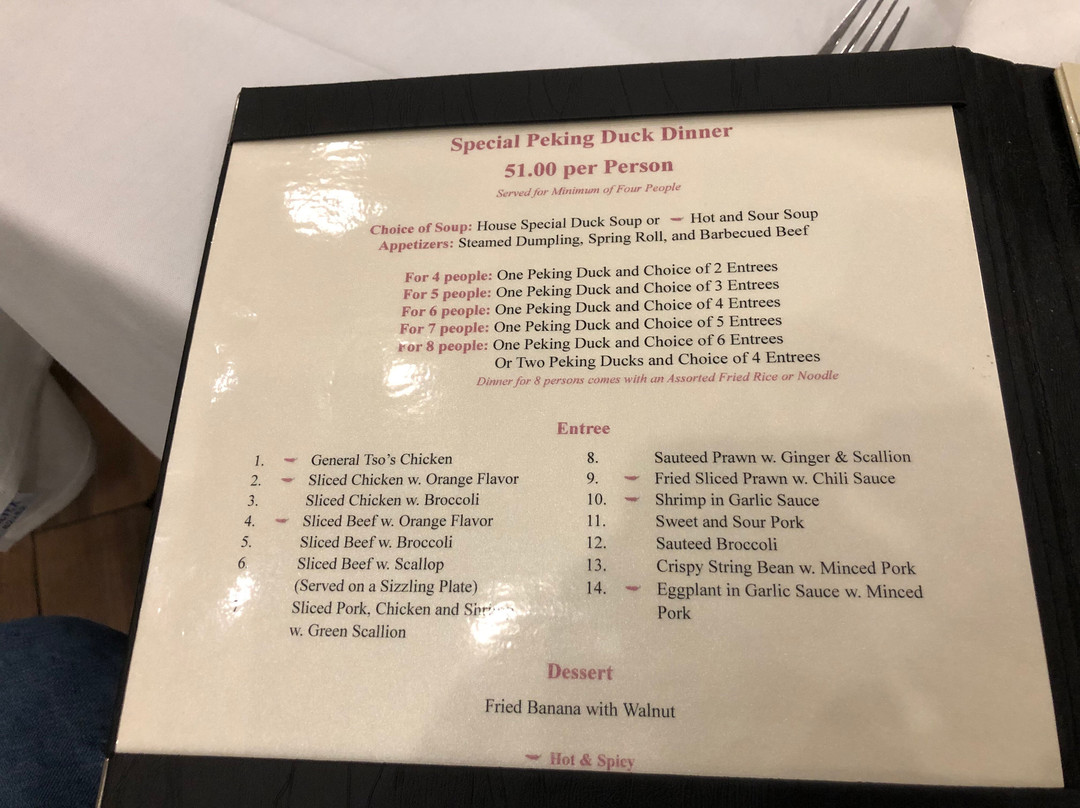 Special Peking Duck Dinner
51.00 per Person
Served for Minimum of Four People
Choice of Soup: House Special Duck Soup or Hot and Sour Soup
Appetizers: Steamed Dumpling, Spring Roll, and Barbecued Beef
For 4 people: One Peking Duck and Choice of 2 Entrees
For 5 people: One Peking Duck and Choice of 3 Entrees
For 6 people: One Peking Duck and Choice of 4 Entrees
For 7 people: One Peking Duck and Choice of 5 Entrees
For 8 people: One Peking Duck and Choice of 6 Entrees
Or Two Peking Ducks and Choice of 4 Entrees
Dinner for 8 persons comes with an Assorted Fried Rice or Noodle
Entree
1. General Tso's Chicken
2. Sliced Chicken w. Orange Flavor
3. Sliced Chicken w. Broccoli
4. Sliced Beef w. Orange Flavor
5. Sliced Beef w. Broccoli
6 Sliced Beef w. Scallop
(Served on a Sizzling Plate)
Sliced Pork, Chicken and
w. Green Scallion
8. Sauteed Prawn w. Ginger & Scallion
9. Fried Sliced Prawn w. Chili Sauce
10. Shrimp in Garlic Sauce
11. Sweet and Sour Pork
12. Sauteed Broccoli
13. Crispy String Bean w. Minced Pork
14. Eggplant in Garlic Sauce w. Minced
Pork
Dessert
Fried Banana with Walnut
Hot & Spicy